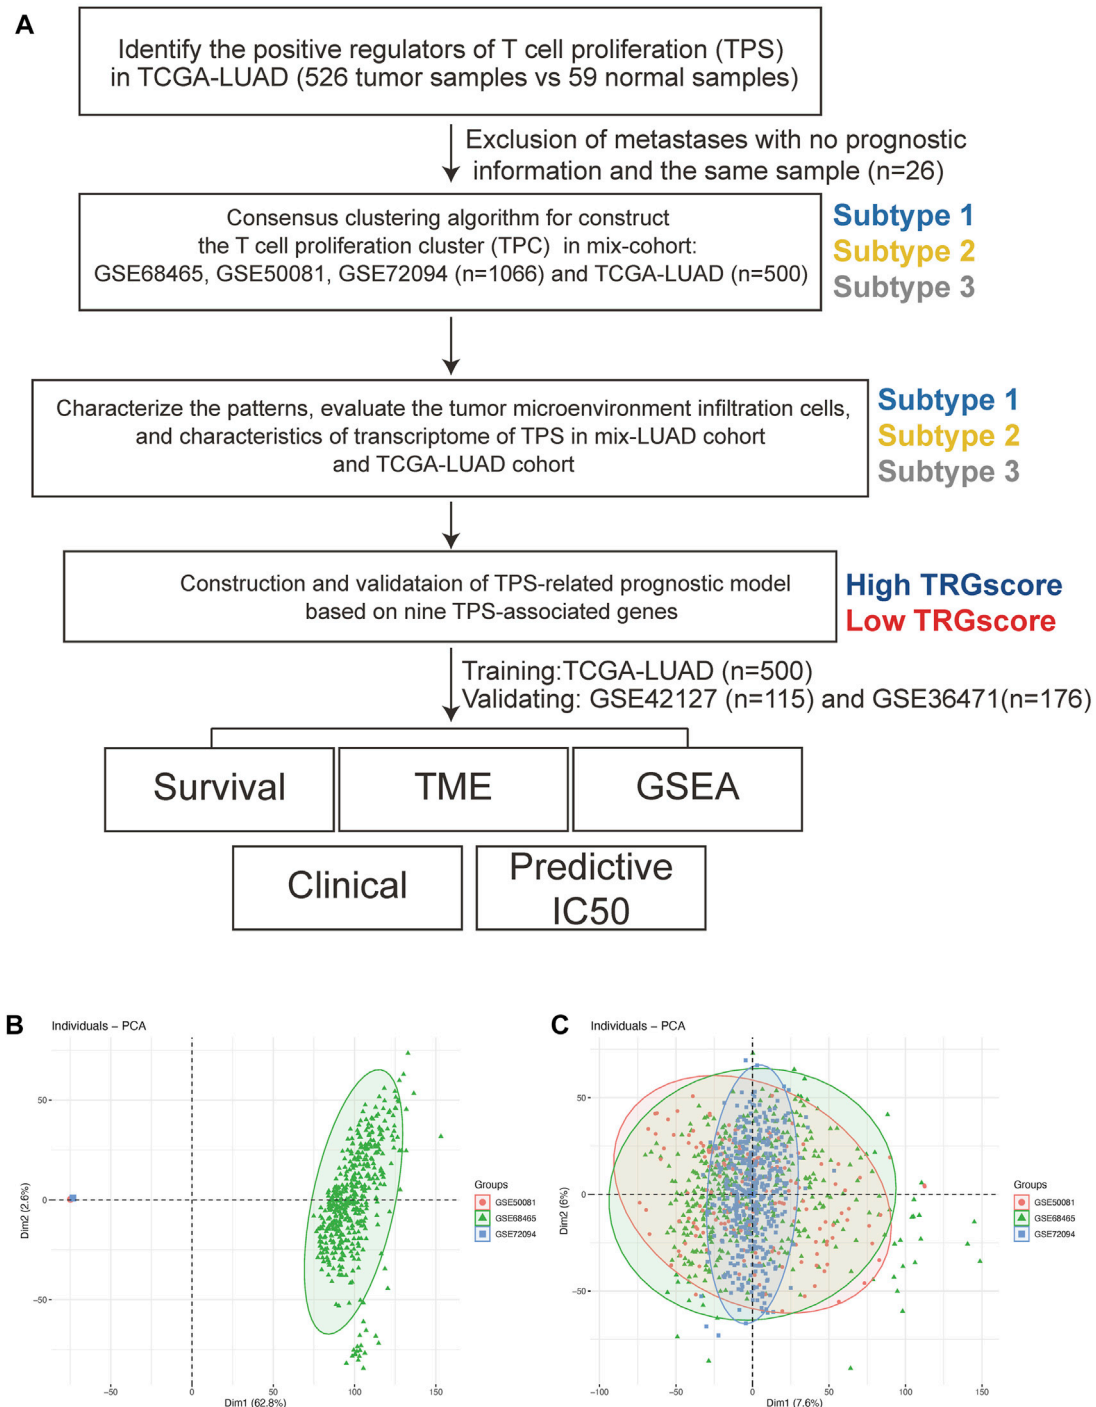 A
Identify the positive regulators of T cell proliferation (TPS)
in TCGA-LUAD (526 tumor samples vs 59 normal samples)
Exclusion of metastases with no prognostic
information and the same sample (n=26)
Consensus clustering algorithm for construct
the T cell proliferation cluster (TPC) in mix-cohort:
GSE68465, GSE50081, GSE72094 (n=1066) and TCGA-LUAD (n=500)
Subtype 1
Subtype 2
Subtype 3
Characterize the patterns, evaluate the tumor microenvironment infiltration cells,
and characteristics of transcriptome of TPS in mix-LUAD cohort
and TCGA-LUAD cohort
Subtype 1
Subtype 2
Subtype 3
Construction and validataion of TPS-related prognostic model
based on nine TPS-associated genes
High TRGscore
Low TRGscore
Training:TCGA-LUAD (n=500)
Validating: GSE42127 (n=115) and GSE36471(n=176)
Survival
TME
GSEA
Clinical
Predictive
IC50
B
Individuals − PCA
50
0
−50
Dim2 (2.6%)
−50
0
50
100
150
Dim1 (62.8%)
Groups
GSE50081
GSE68465
GSE72094
C
Individuals − PCA
50
0
−50
Dim2 (6%)
−100
−50
0
50
100
150
Dim1 (7.6%)
Groups
GSE50081
GSE68465
GSE72094